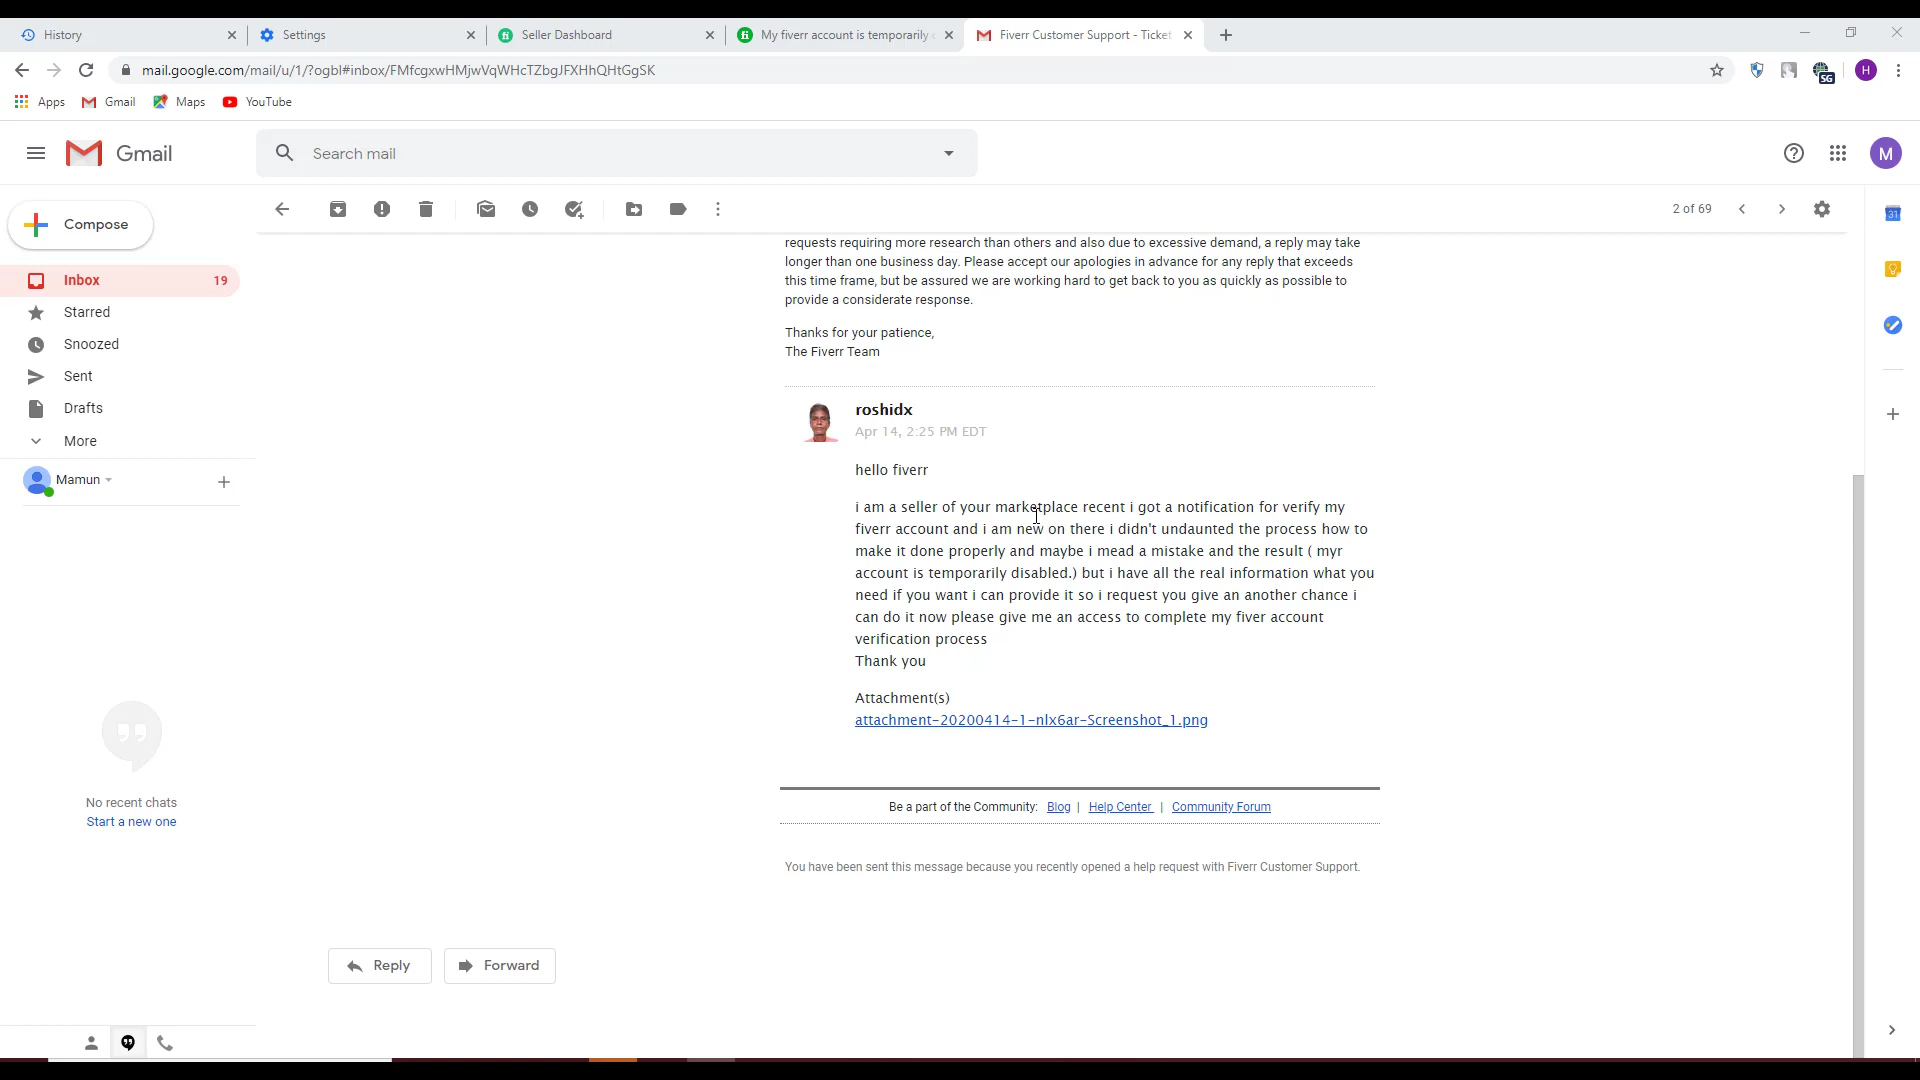 History
Settings
Seller Dashboard
My fiverr account is temporarily
Fiverr Customer Support - Ticket
mail.google.com/mail/u/1/?ogbl#inbox/FMfcgxwHMjwVqWHcTZbgJFXHhQHtGgSK
SG
H
Apps
Gmail
Maps
YouTube
Gmail
Search mail
M
Compose
2 of 69
31
Inbox
19
Starred
Snoozed
Sent
Drafts
More
Mamun
No recent chats
Start a new one
requests requiring more research than others and also due to excessive demand, a reply may take
longer than one business day. Please accept our apologies in advance for any reply that exceeds
this time frame, but be assured we are working hard to get back to you as quickly as possible to
provide a considerate response.
Thanks for your patience,
The Fiverr Team
roshidx
Apr 14, 2:25 PM EDT
hello fiverr
i am a seller of your marketplace recent i got a notification for verify my
fiverr account and i am new on there i didn't undaunted the process how to
make it done properly and maybe i mead a mistake and the result ( myr
account is temporarily disabled.) but i have all the real information what you
need if you want i can provide it so i request you give an another chance i
can do it now please give me an access to complete my fiver account
verification process
Thank you
Attachment(s)
attachment-20200414-1-nlx6ar-Screenshot_1.png
Be a part of the Community: Blog | Help Center | Community Forum
You have been sent this message because you recently opened a help request with Fiverr Customer Support.
Reply
Forward